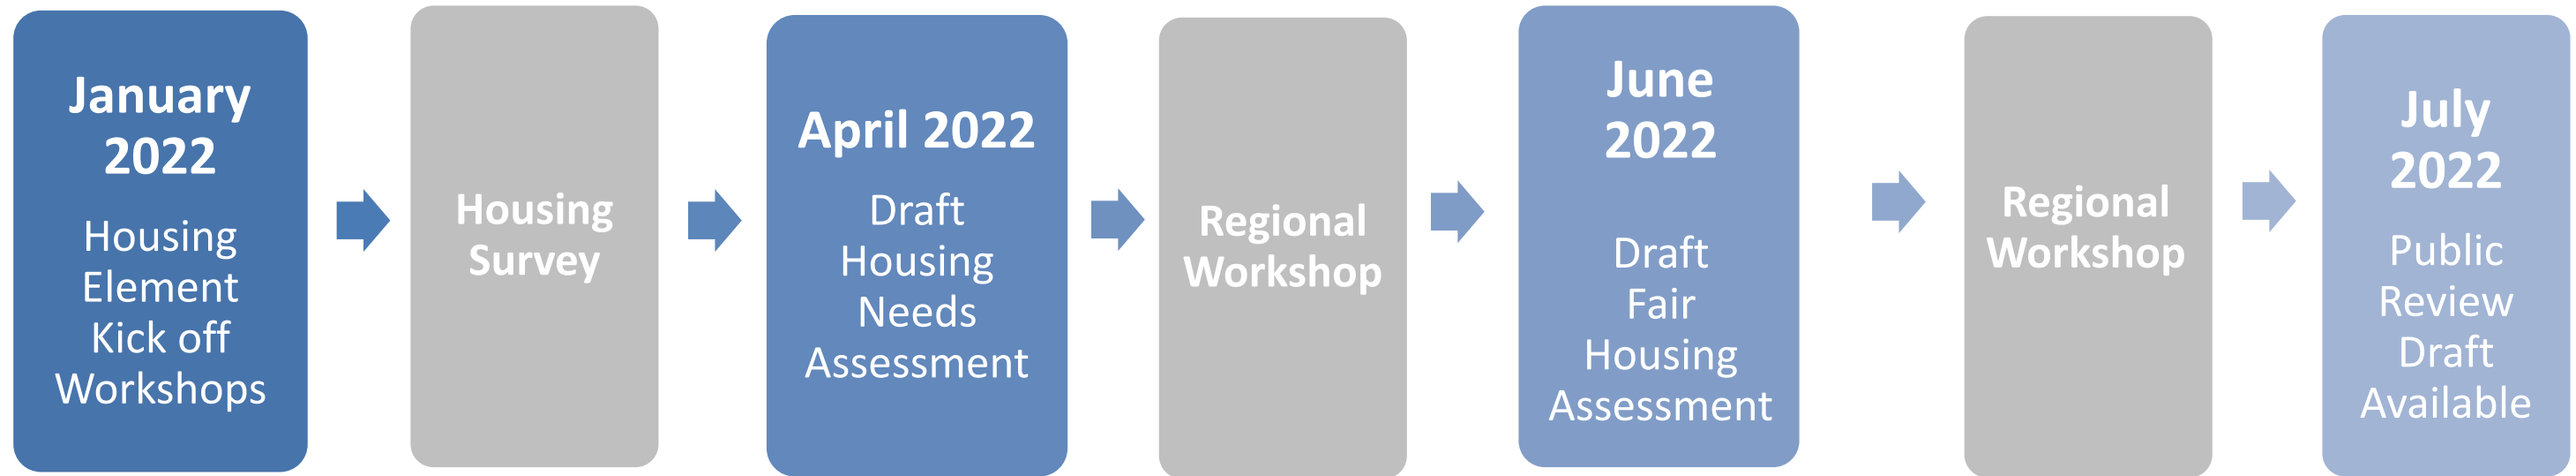 January
2022
Housing
Element
Kick off
Workshops
Housing
Survey
April 2022
Draft
Housing
Needs
Assessment
Regional
Workshop
June
2022
Draft
Fair
Housing
Assessment
Regional
Workshop
July
2022
Public
Review
Draft
Available